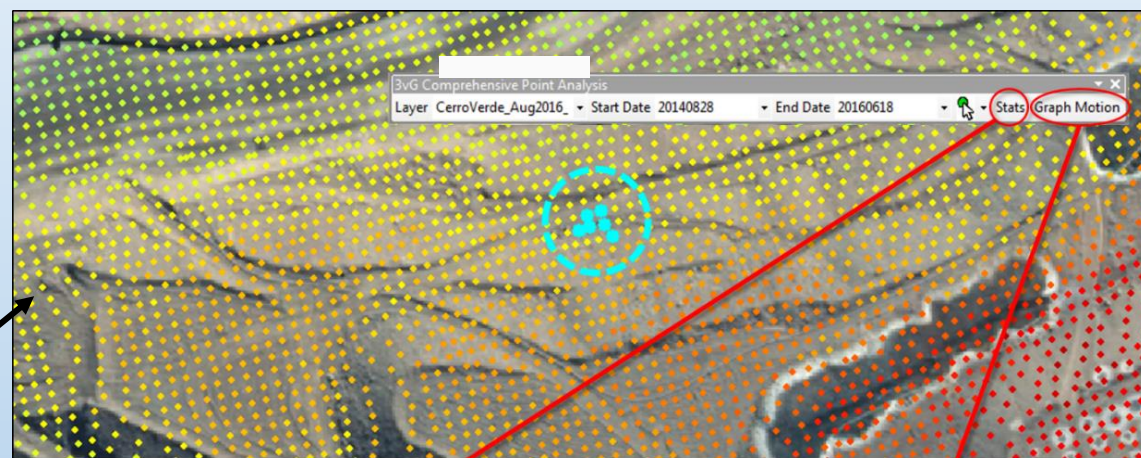 3vG Comprehensive Point Analysis
Layer CerroVerde_Aug2016_ Start Date 20140828 End Date 20160618 Stats Graph Motion